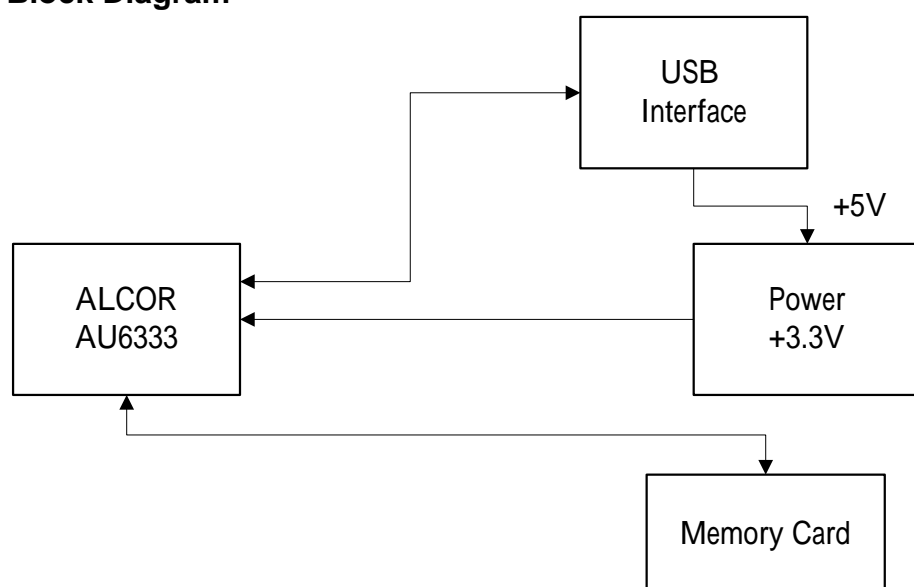 Block Diagram
USB
Interface
+5V
ALCOR
AU6333
Power
+3.3V
Memory Card